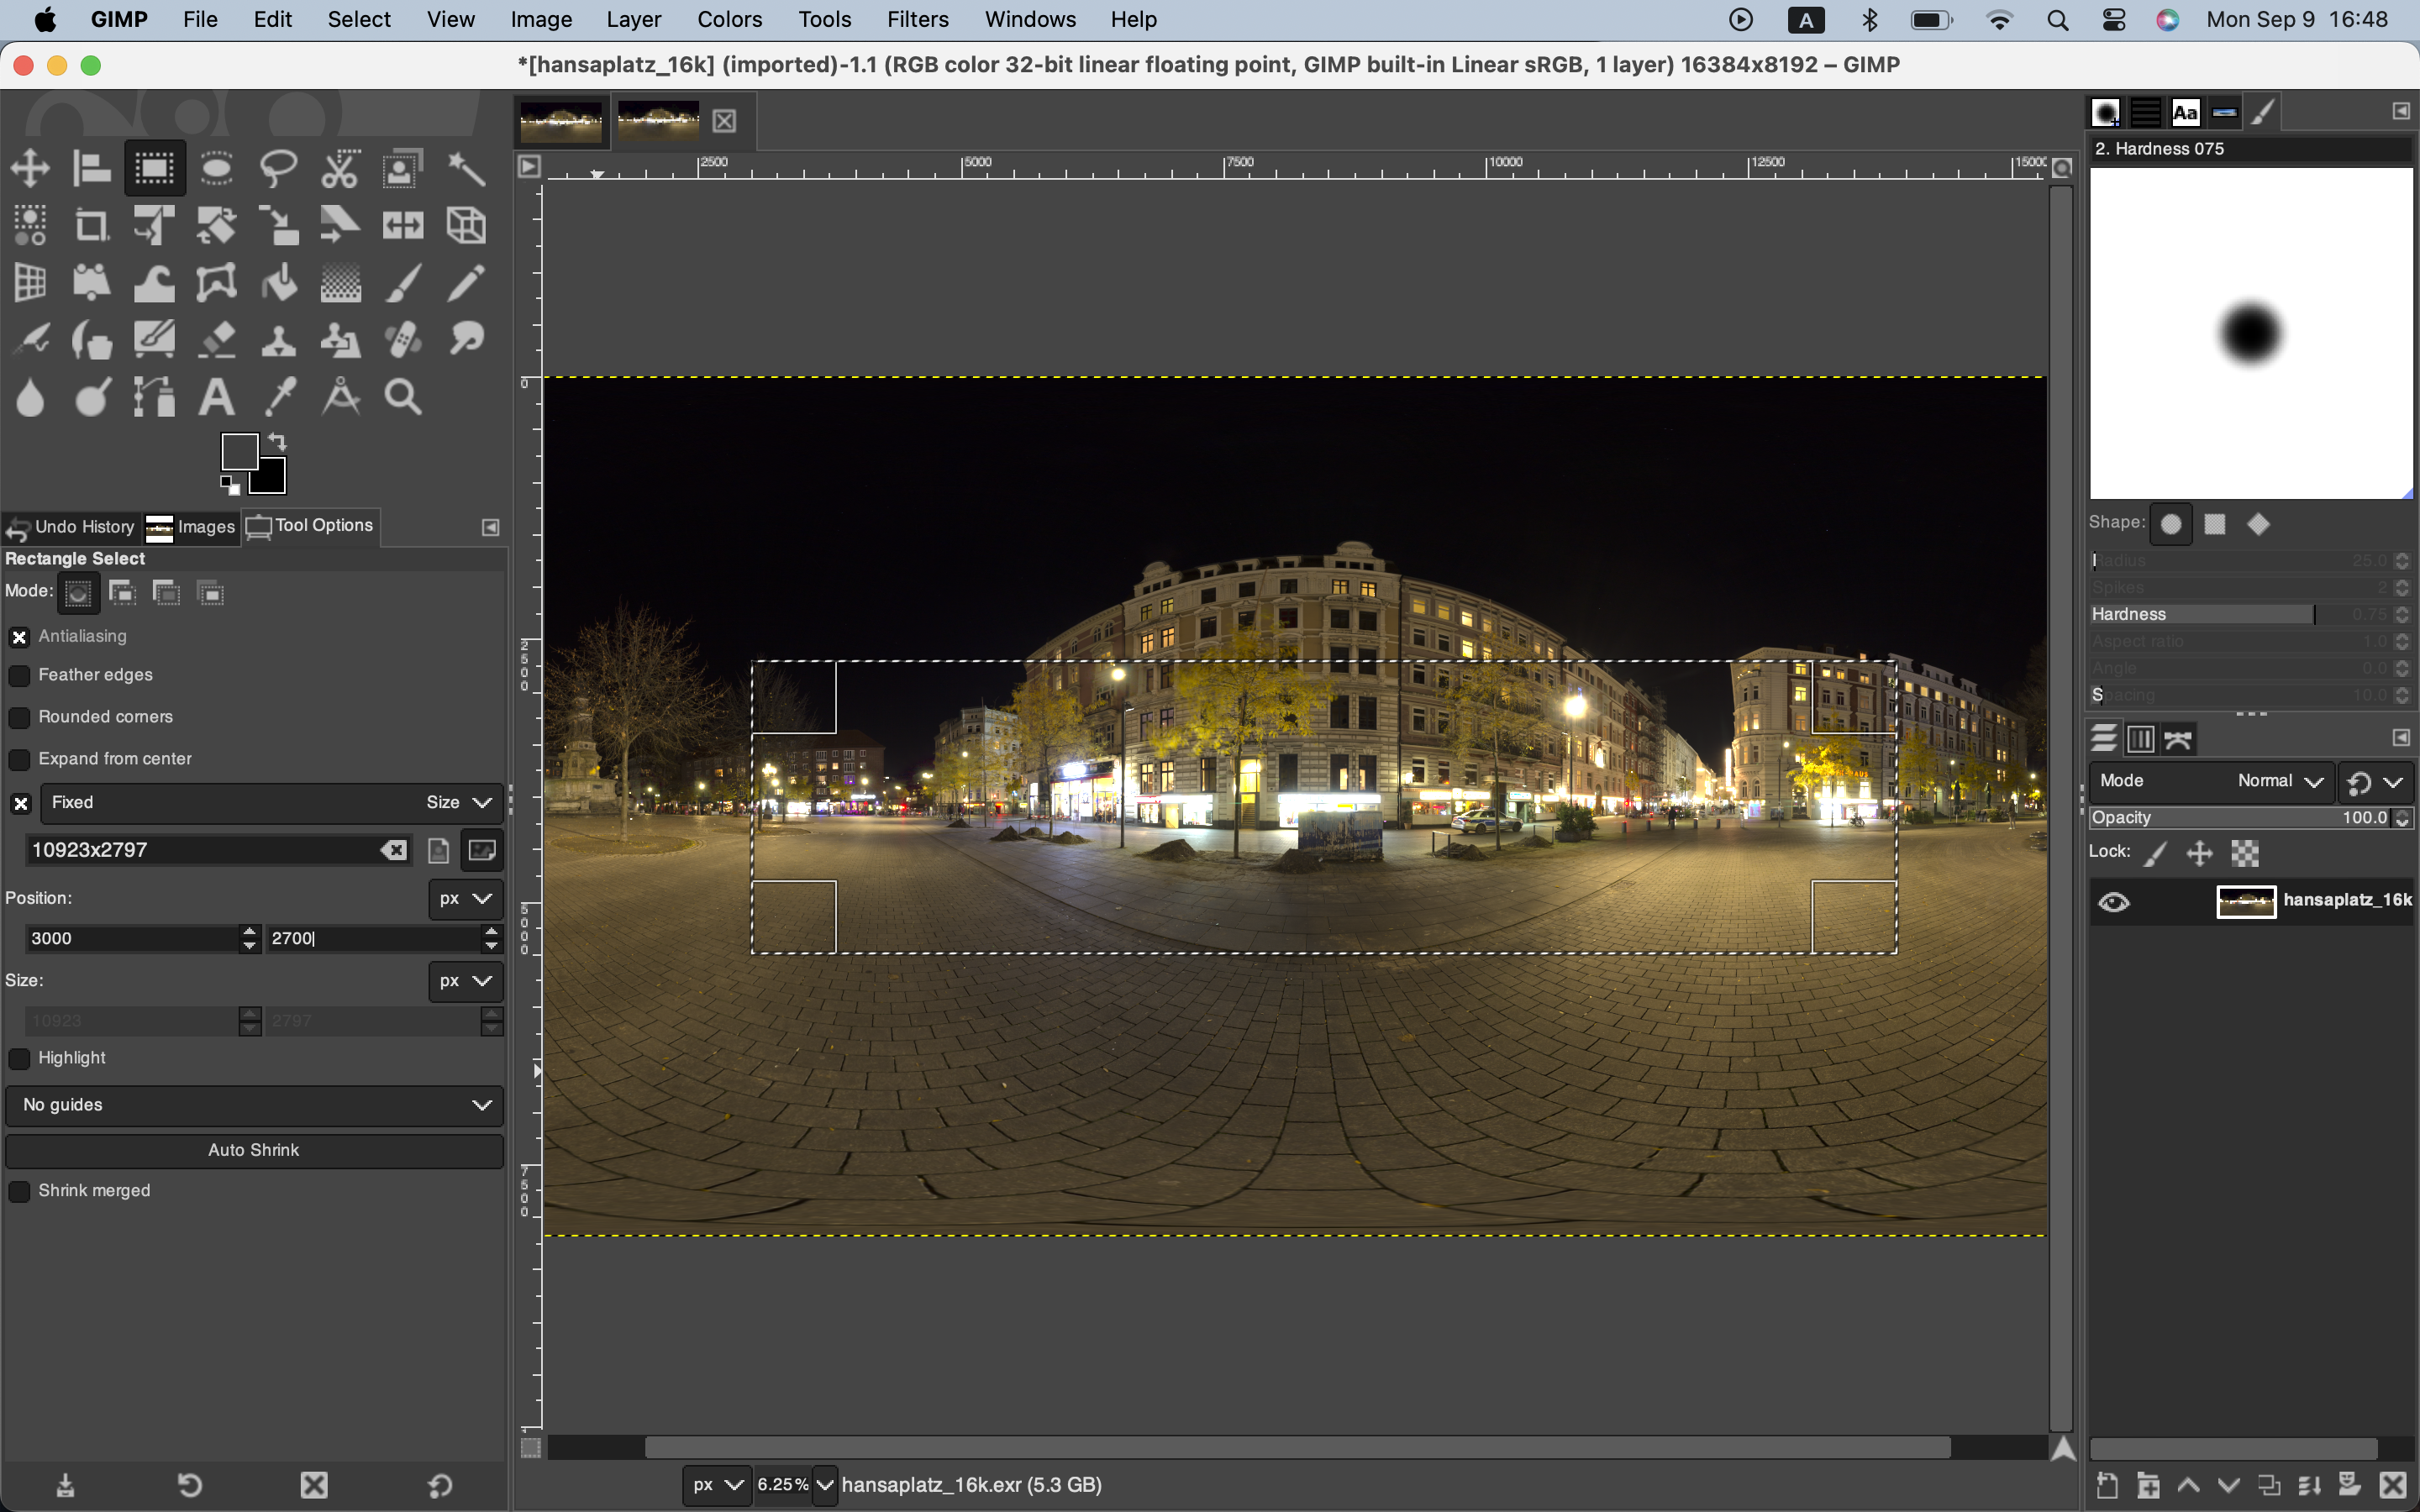 GIMP File Edit Select View Image Layer Colors Tools Filters Windows Help A Mon Sep 9 16:48
*[hansaplatz_16k] (imported)-1.1 (RGB color 32-bit linear floating point, GIMP built-in Linear sRGB, 1 layer) 16384x8192 – GIMP
Aa
2. Hardness 075
2500 5000 7500 10000 12500 15000
0
2500
5000
7500
Undo History Images Tool Options
Rectangle Select
Mode:
Antialiasing
Feather edges
Rounded corners
Expand from center
Fixed Size
10923x2797
Position: px
3000 2700
Size: px
10923 2797
Highlight
No guides
Auto Shrink
Shrink merged
px 6.25% hansaplatz_16k.exr (5.3 GB)
Shape:
Radius 25.0
Spikes 2
Hardness 0.75
Aspect ratio 1.0
Angle 0.0
Spacing 10.0
Mode Normal
Opacity 100.0
Lock:
hansaplatz_16k